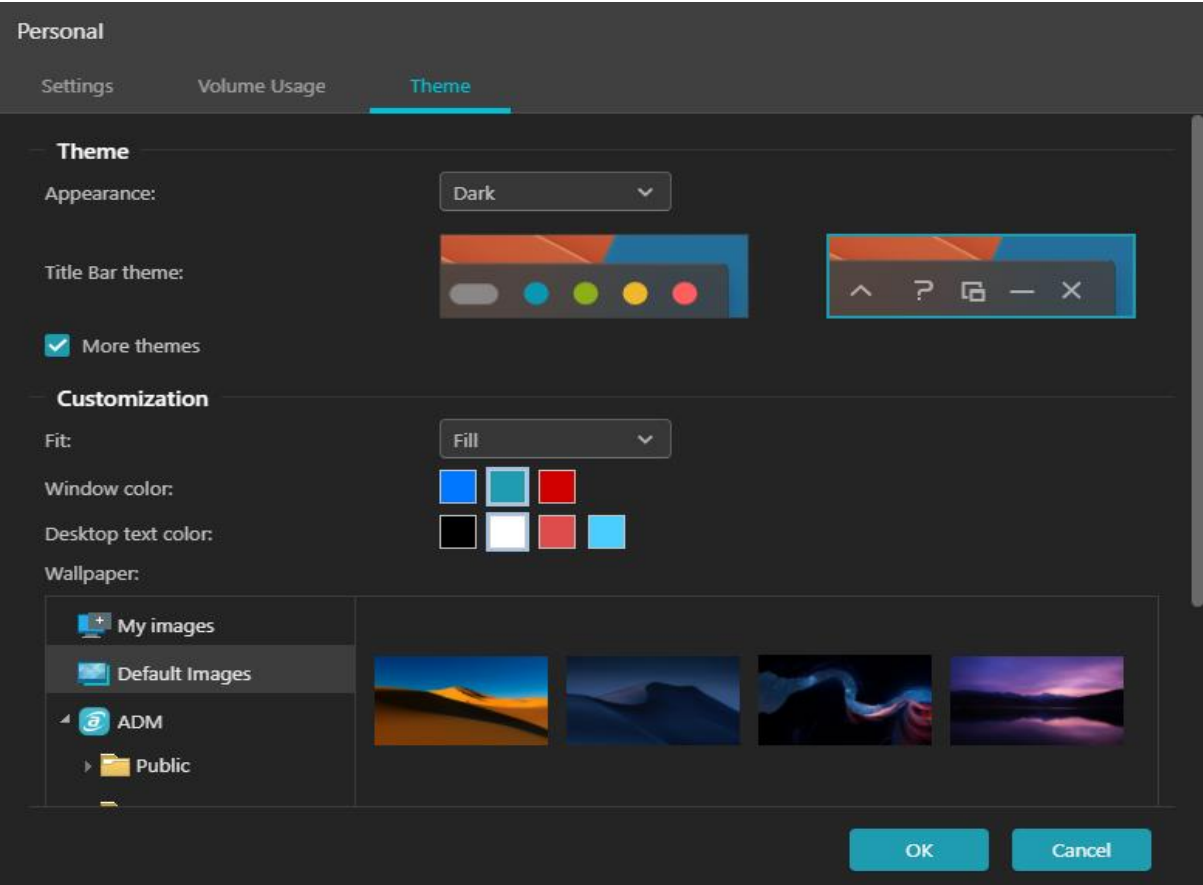 Personal
Settings Volume Usage Theme
Theme
Appearance: Dark
Title Bar theme:
More themes
Customization
Fit: Fill
Window color:
Desktop text color:
Wallpaper:
My images
Default Images
ADM
Public
OK Cancel